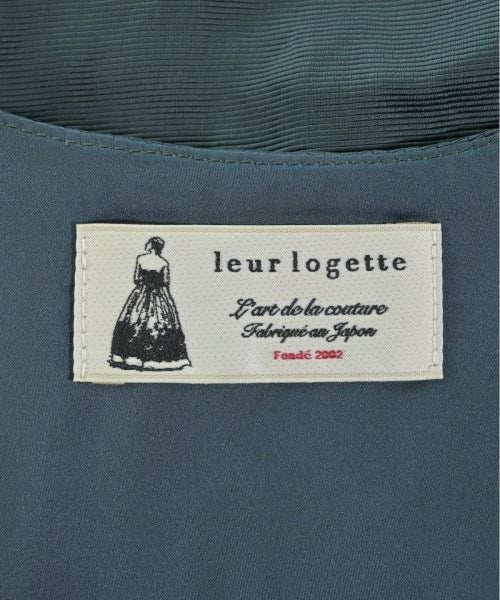 leur logette
L'art de la couture
Fabriqué au Japon
Fondé 2002